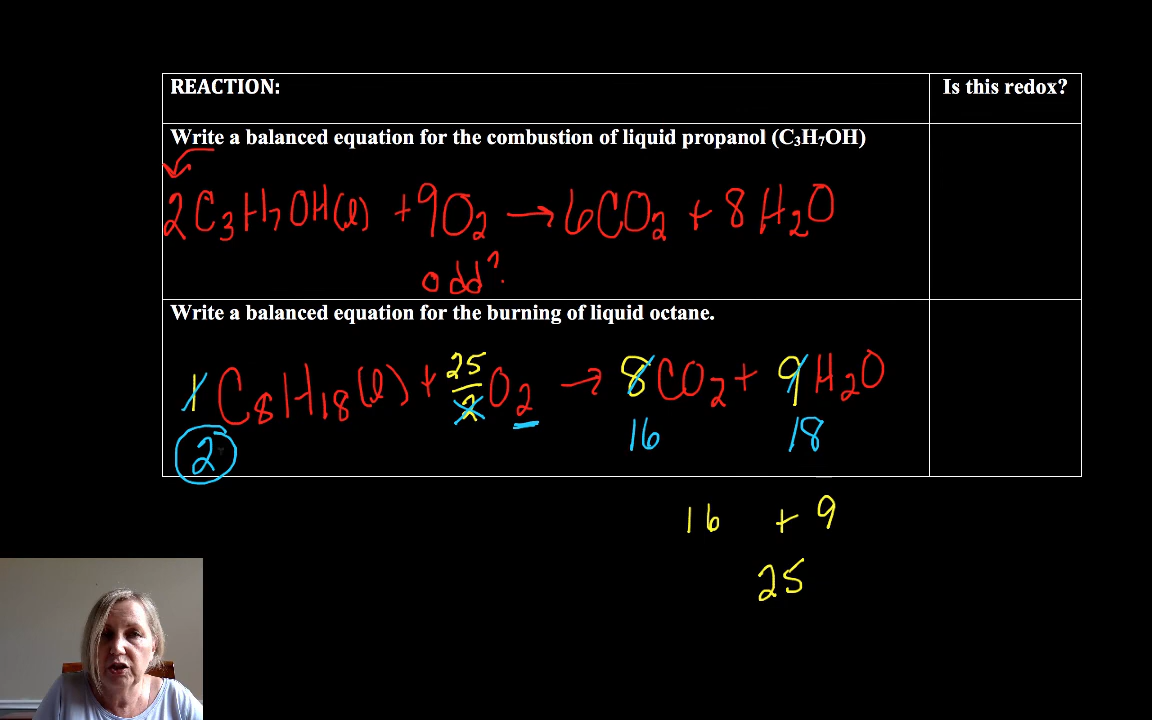 REACTION: Is this redox?
Write a balanced equation for the combustion of liquid propanol (C₃H₇OH)
2C₃H₇OH(l) + 9O₂ → 6CO₂ + 8H₂O
odd?
Write a balanced equation for the burning of liquid octane.
1C₈H₁₈(l) + 25/2 O₂ → 8CO₂ + 9H₂O
2 16 18
16 + 9
25